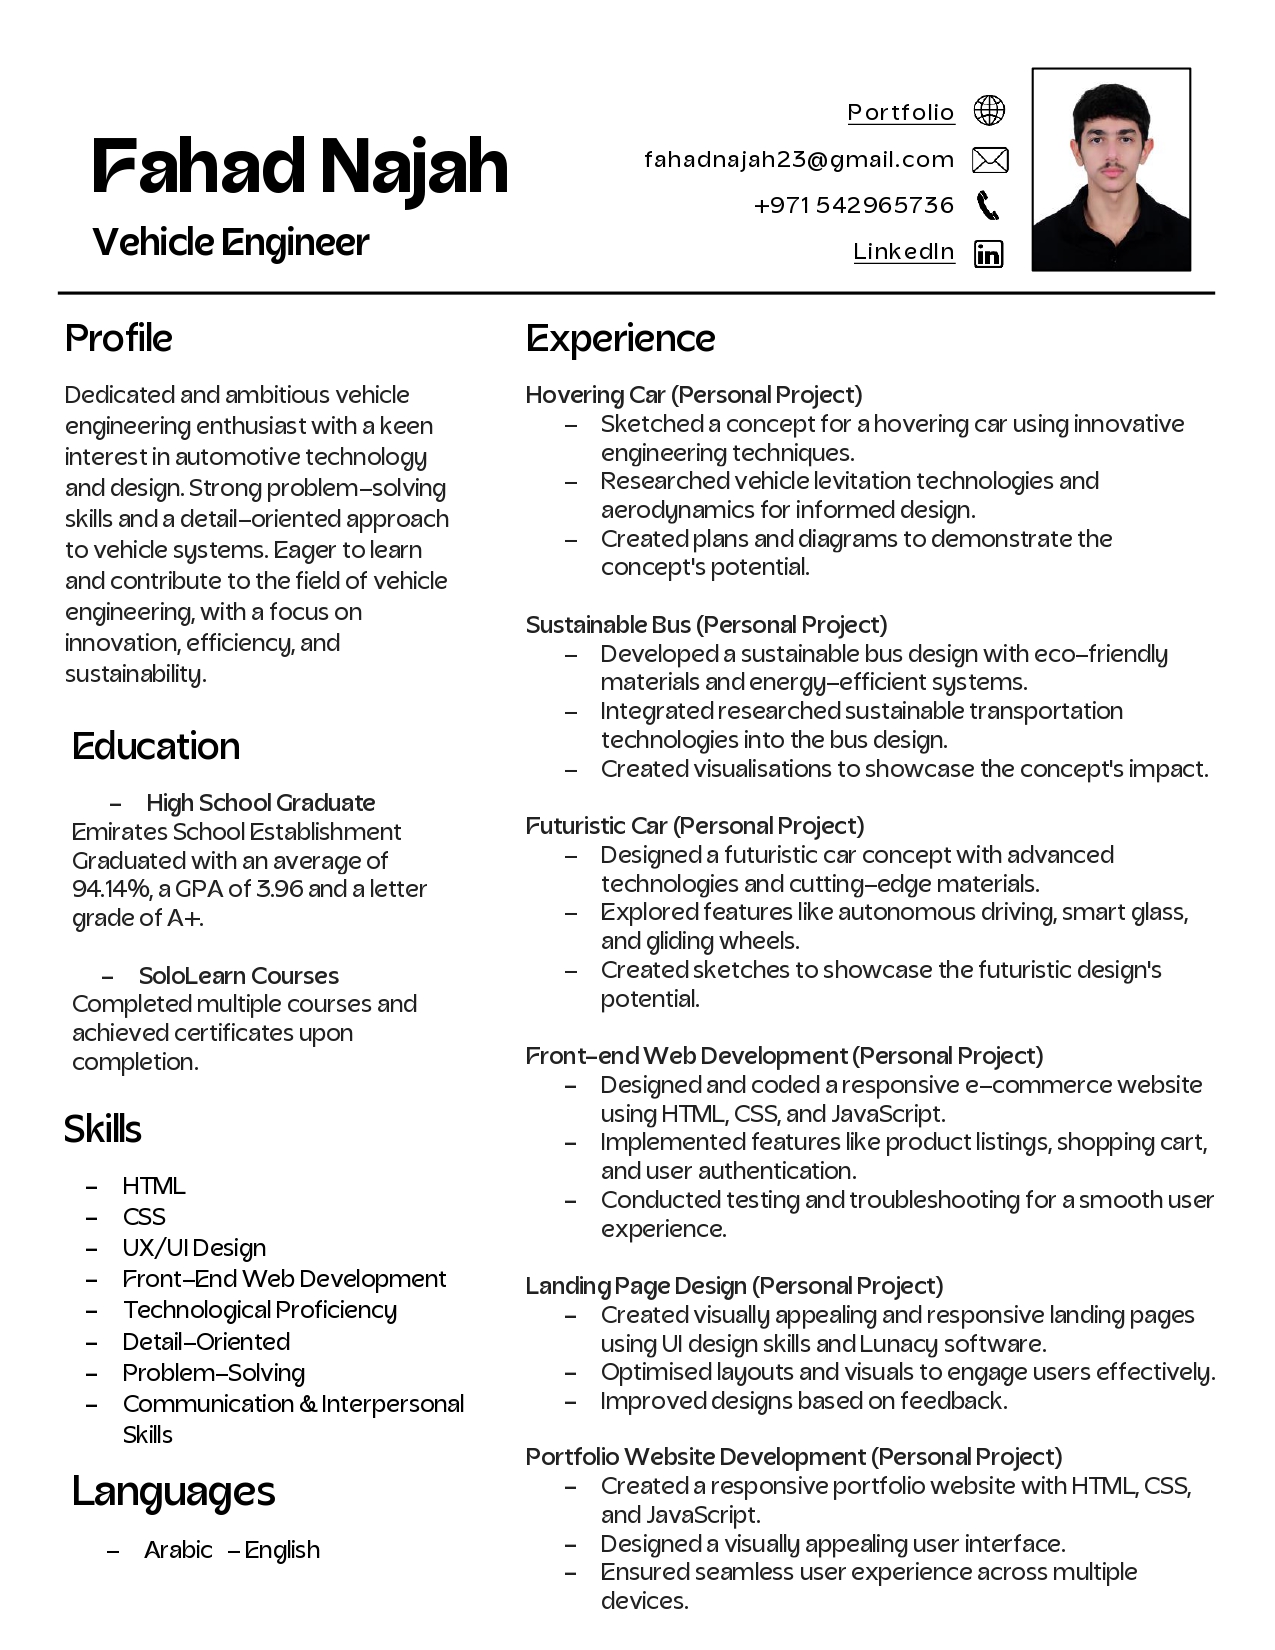 Fahad Najah
Vehicle Engineer
Portfolio
fahadnajah23@gmail.com
+971 542965736
LinkedIn
Profile
Dedicated and ambitious vehicle
engineering enthusiast with a keen
interest in automotive technology
and design. Strong problem-solving
skills and a detail-oriented approach
to vehicle systems. Eager to learn
and contribute to the field of vehicle
engineering, with a focus on
innovation, efficiency, and
sustainability.
Education
- High School Graduate
Emirates School Establishment
Graduated with an average of
94.14%, a GPA of 3.96 and a letter
grade of A+.
- SoloLearn Courses
Completed multiple courses and
achieved certificates upon
completion.
Skills
- HTML
- CSS
- UX/UI Design
- Front-End Web Development
- Technological Proficiency
- Detail-Oriented
- Problem-Solving
- Communication & Interpersonal
Skills
Languages
- Arabic - English
Experience
Hovering Car (Personal Project)
- Sketched a concept for a hovering car using innovative
engineering techniques.
- Researched vehicle levitation technologies and
aerodynamics for informed design.
- Created plans and diagrams to demonstrate the
concept's potential.
Sustainable Bus (Personal Project)
- Developed a sustainable bus design with eco-friendly
materials and energy-efficient systems.
- Integrated researched sustainable transportation
technologies into the bus design.
- Created visualisations to showcase the concept's impact.
Futuristic Car (Personal Project)
- Designed a futuristic car concept with advanced
technologies and cutting-edge materials.
- Explored features like autonomous driving, smart glass,
and gliding wheels.
- Created sketches to showcase the futuristic design's
potential.
Front-end Web Development (Personal Project)
- Designed and coded a responsive e-commerce website
using HTML, CSS, and JavaScript.
- Implemented features like product listings, shopping cart,
and user authentication.
- Conducted testing and troubleshooting for a smooth user
experience.
Landing Page Design (Personal Project)
- Created visually appealing and responsive landing pages
using UI design skills and Lunacy software.
- Optimised layouts and visuals to engage users effectively.
- Improved designs based on feedback.
Portfolio Website Development (Personal Project)
- Created a responsive portfolio website with HTML, CSS,
and JavaScript.
- Designed a visually appealing user interface.
- Ensured seamless user experience across multiple
devices.